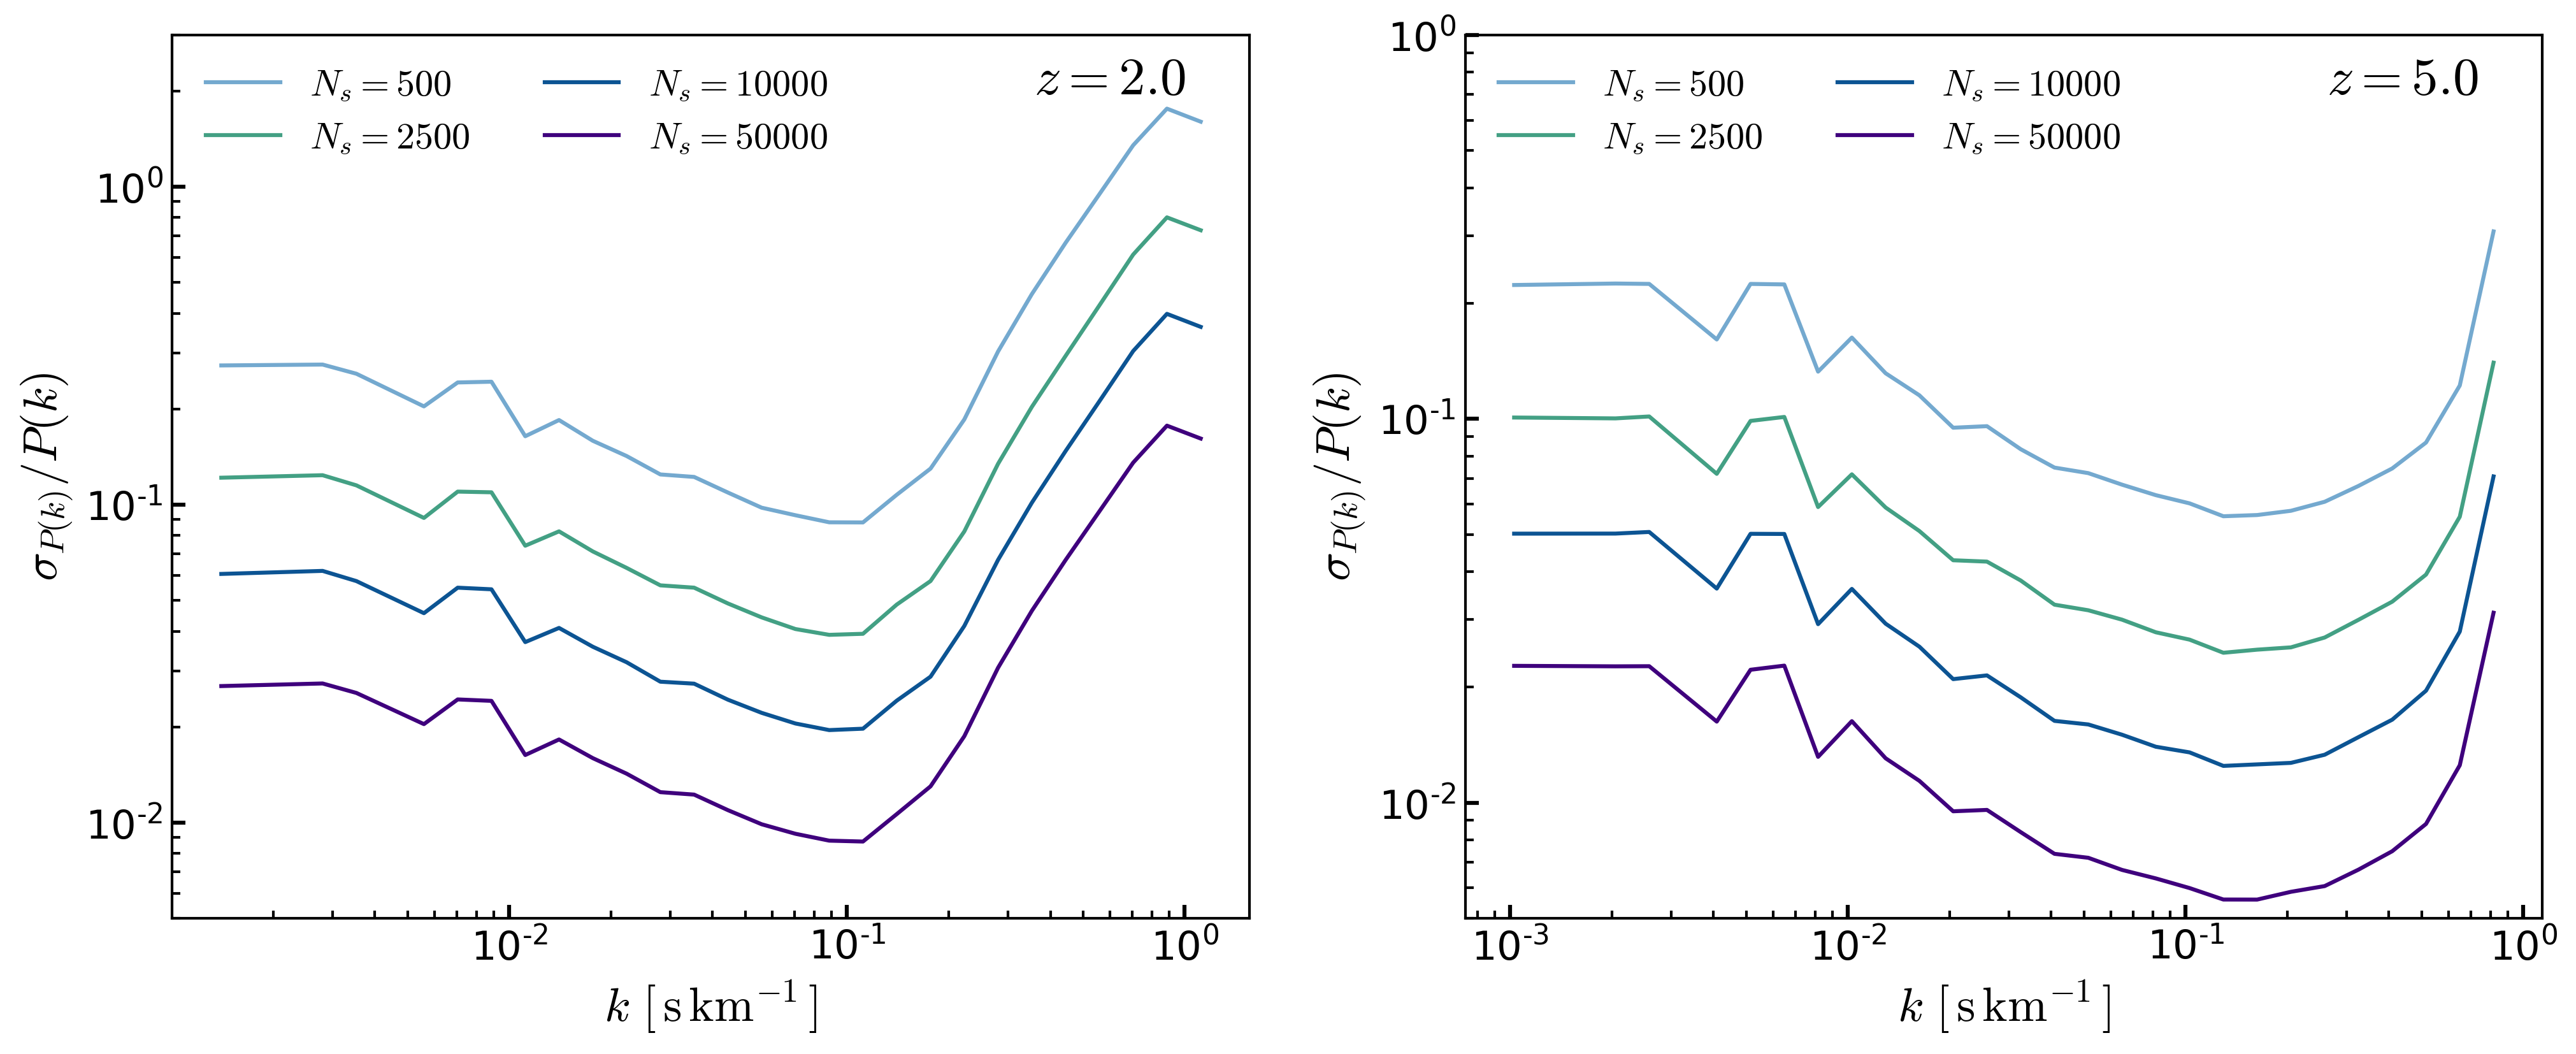 N_s = 500
N_s = 2500
N_s = 10000
N_s = 50000
z = 2.0
10^0
10^-1
10^-2
σ_P(k)/P(k)
10^-2 10^-1 10^0
k [s km^−1]
N_s = 500
N_s = 2500
N_s = 10000
N_s = 50000
z = 5.0
10^0
10^-1
10^-2
σ_P(k)/P(k)
10^-3 10^-2 10^-1 10^0
k [s km^−1]